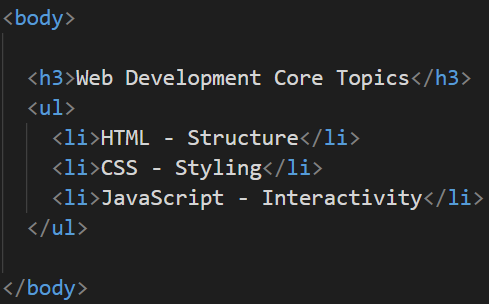 <body>
<h3>Web Development Core Topics</h3>
<ul>
<li>HTML - Structure</li>
<li>CSS - Styling</li>
<li>JavaScript - Interactivity</li>
</ul>
</body>